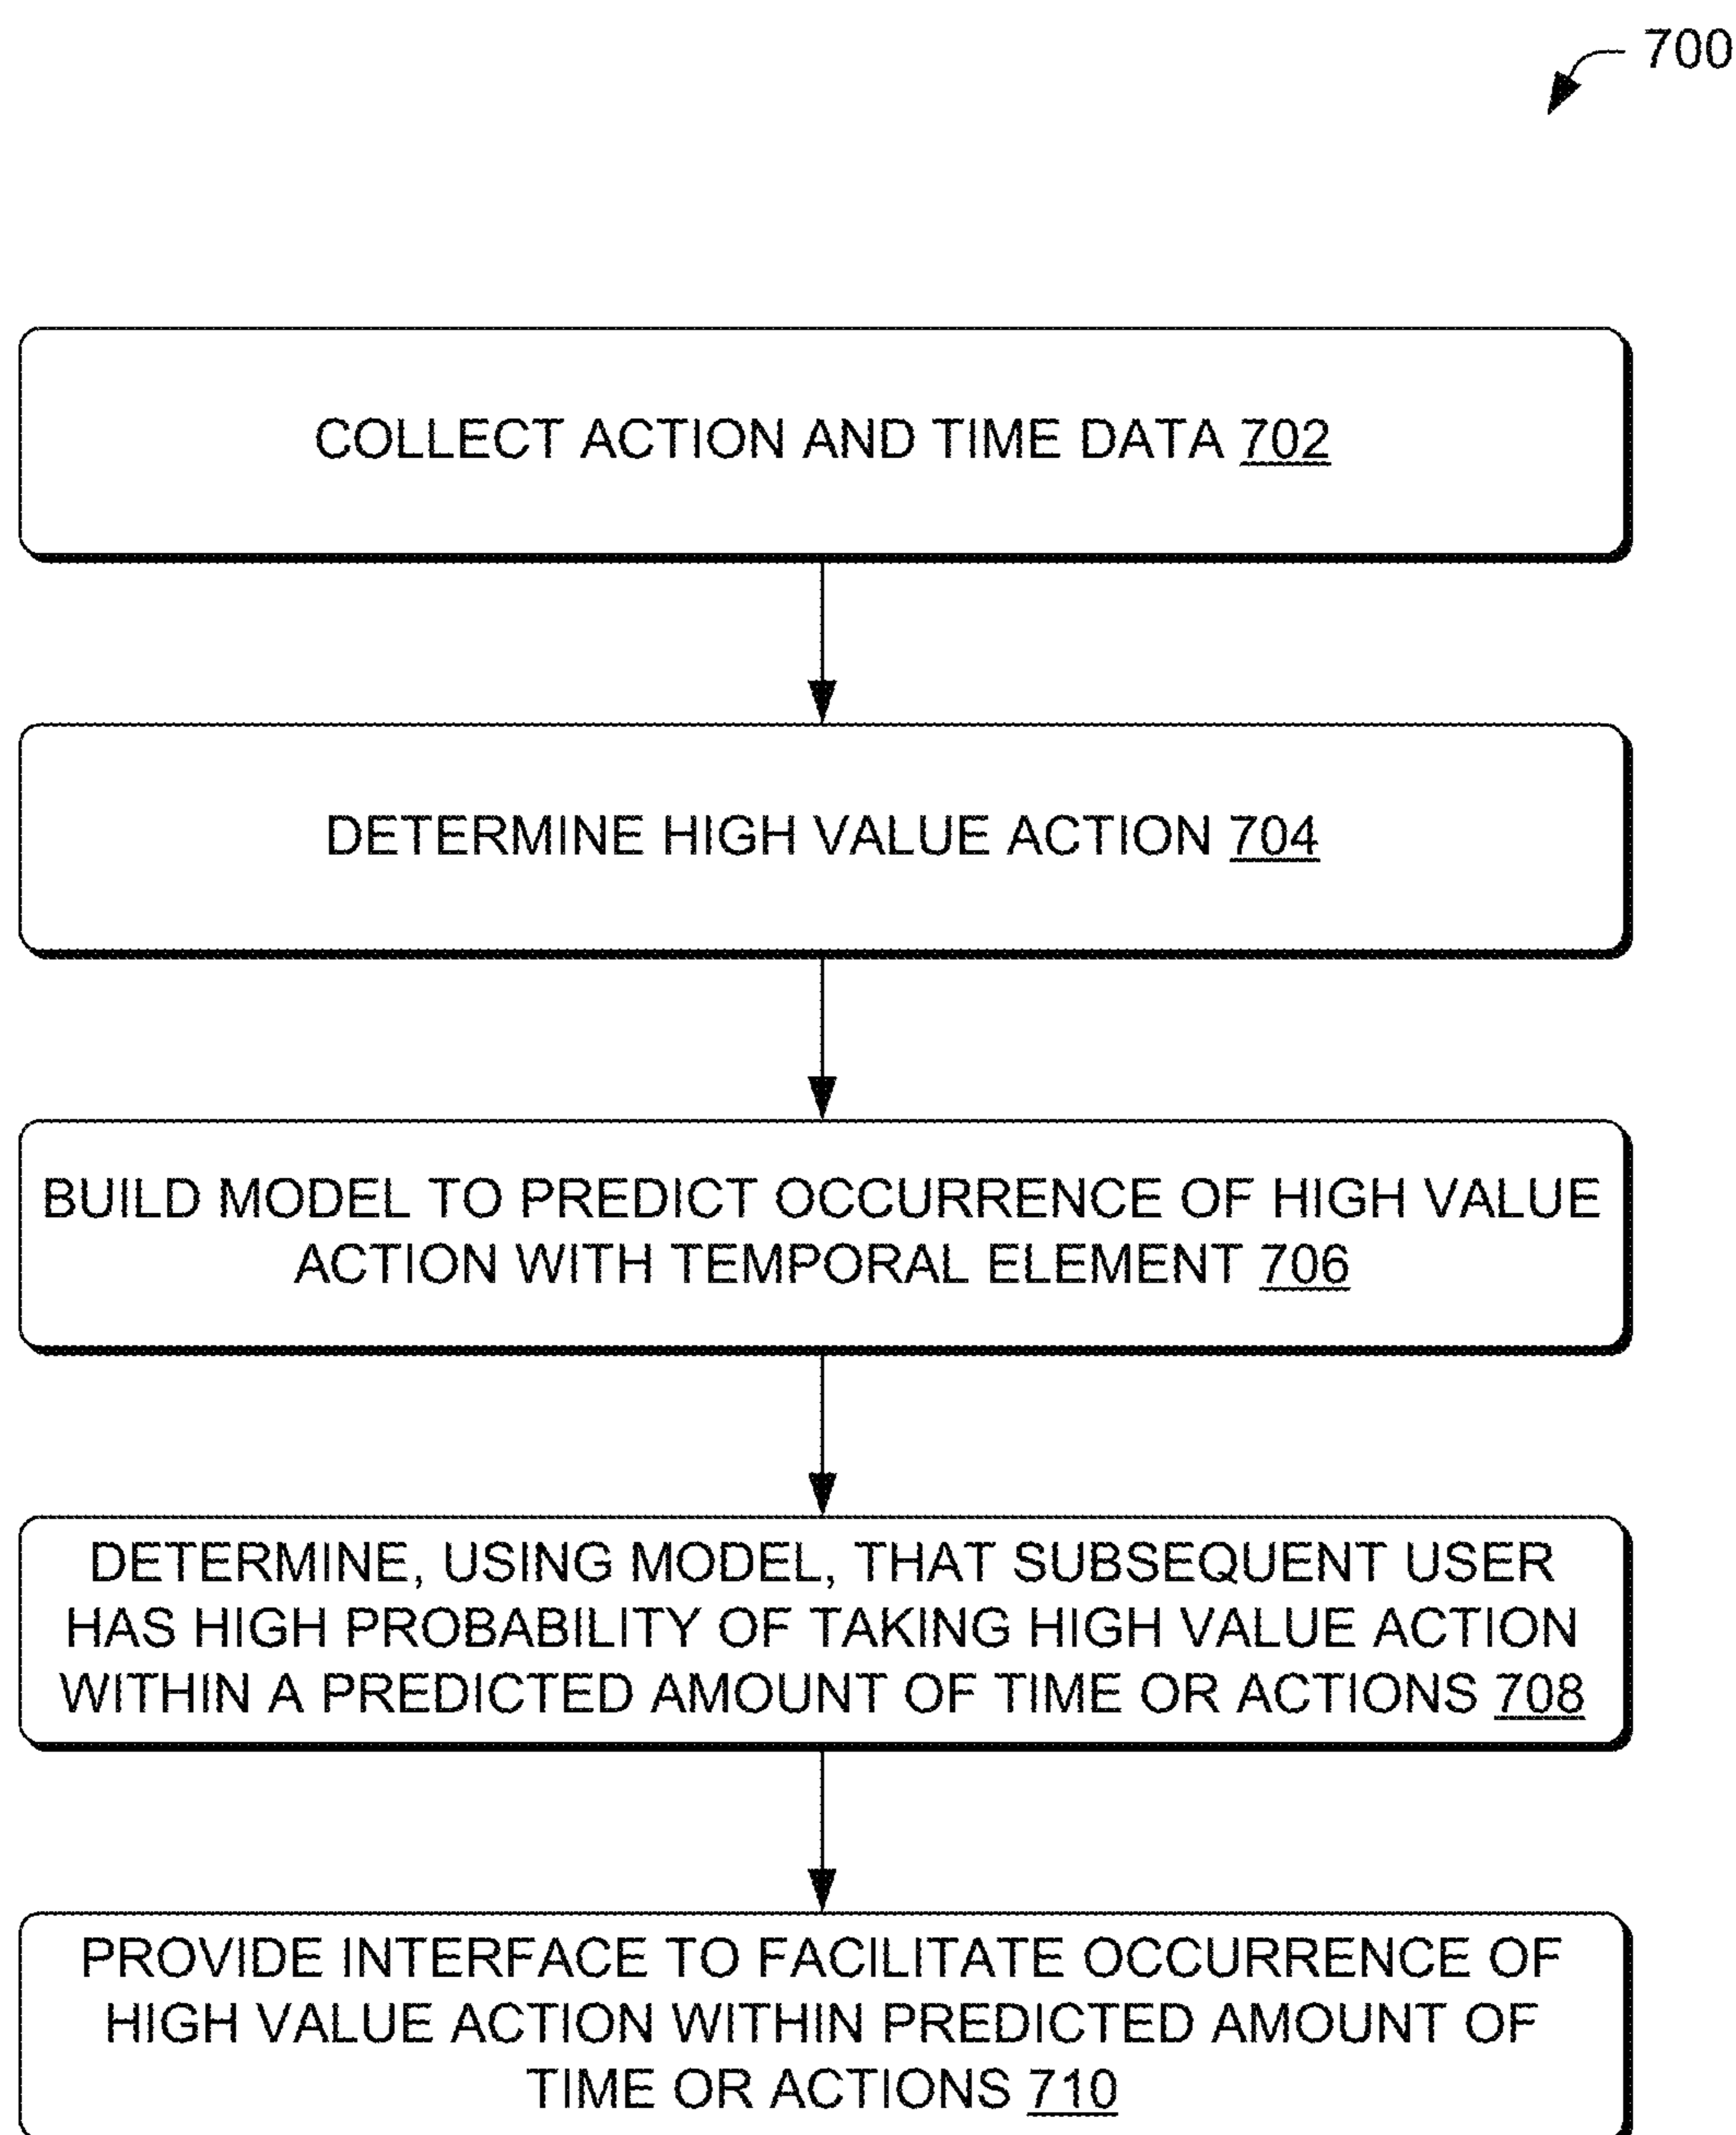 700
COLLECT ACTION AND TIME DATA 702
DETERMINE HIGH VALUE ACTION 704
BUILD MODEL TO PREDICT OCCURRENCE OF HIGH VALUE
ACTION WITH TEMPORAL ELEMENT 706
DETERMINE, USING MODEL, THAT SUBSEQUENT USER
HAS HIGH PROBABILITY OF TAKING HIGH VALUE ACTION
WITHIN A PREDICTED AMOUNT OF TIME OR ACTIONS 708
PROVIDE INTERFACE TO FACILITATE OCCURRENCE OF
HIGH VALUE ACTION WITHIN PREDICTED AMOUNT OF
TIME OR ACTIONS 710